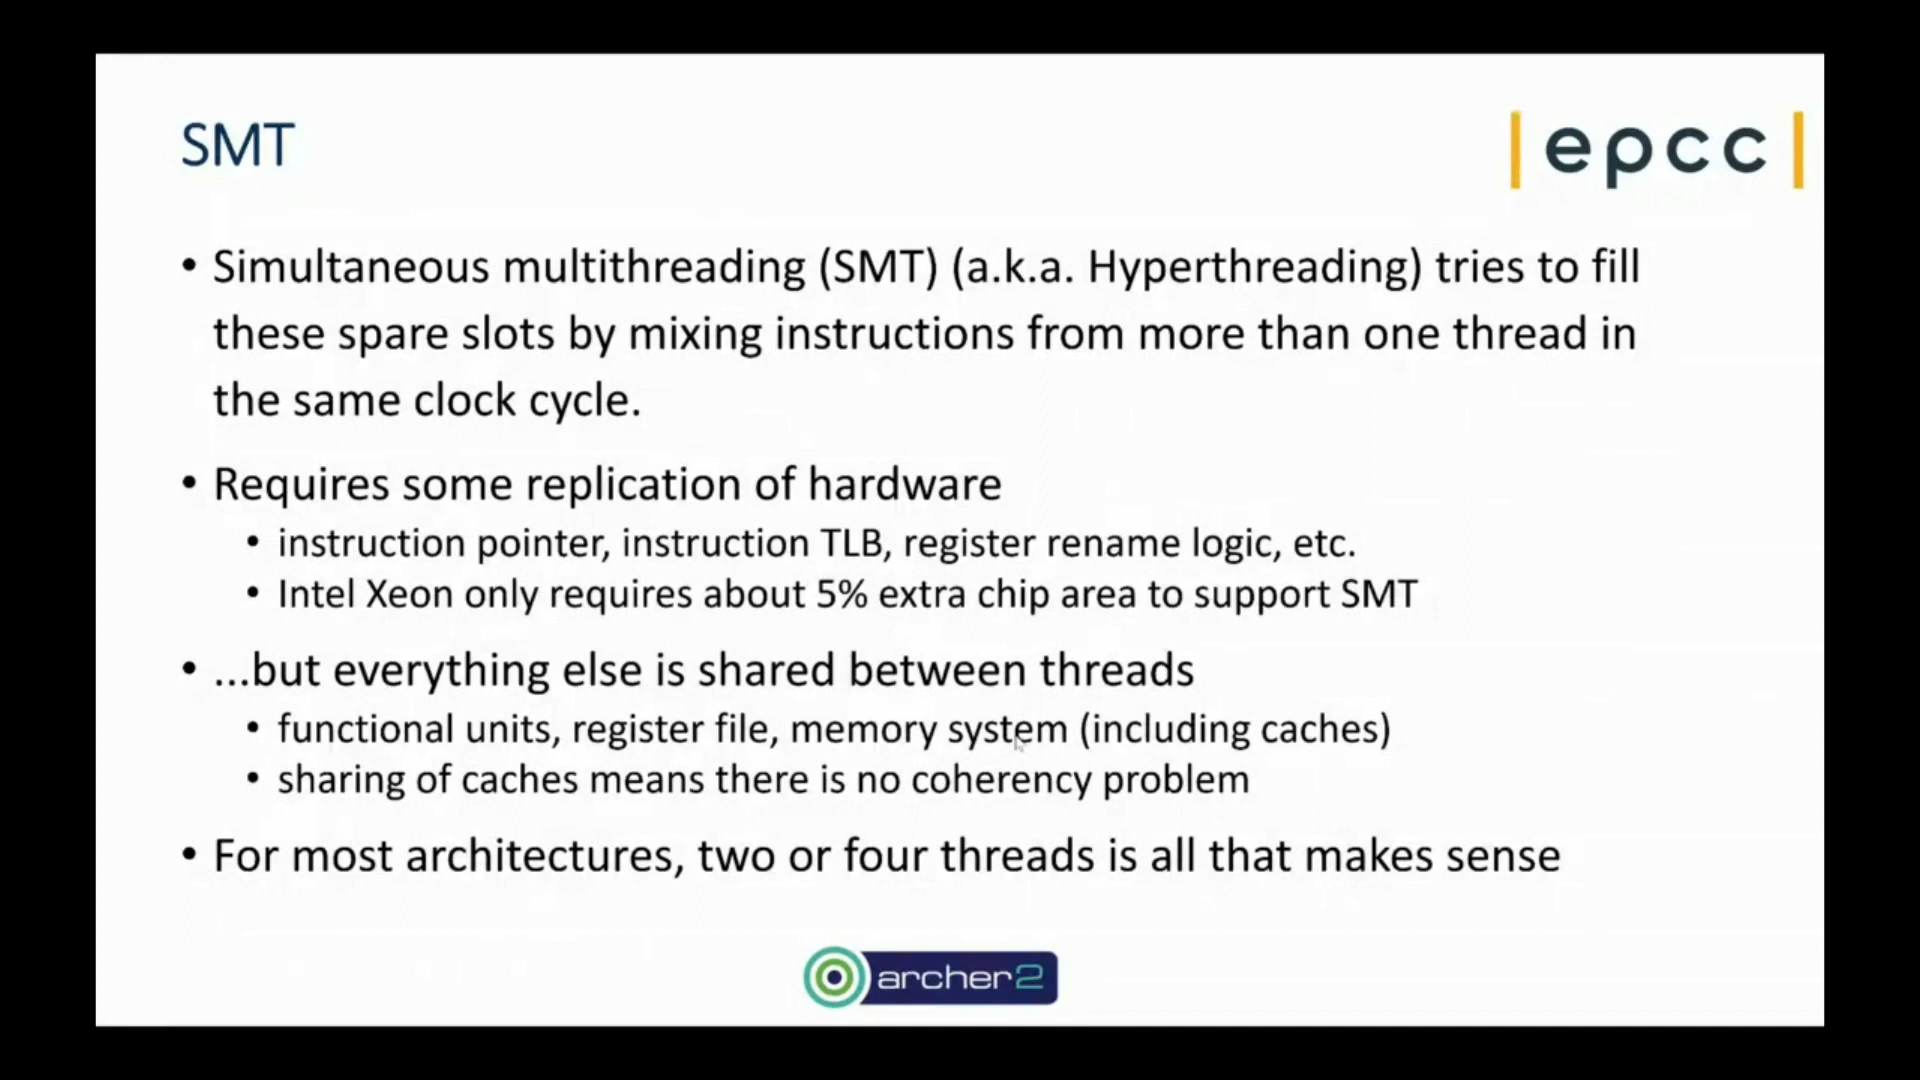 SMT
|epcc|
• Simultaneous multithreading (SMT) (a.k.a. Hyperthreading) tries to fill
these spare slots by mixing instructions from more than one thread in
the same clock cycle.
• Requires some replication of hardware
• instruction pointer, instruction TLB, register rename logic, etc.
• Intel Xeon only requires about 5% extra chip area to support SMT
• ...but everything else is shared between threads
• functional units, register file, memory system (including caches)
• sharing of caches means there is no coherency problem
• For most architectures, two or four threads is all that makes sense
archer2